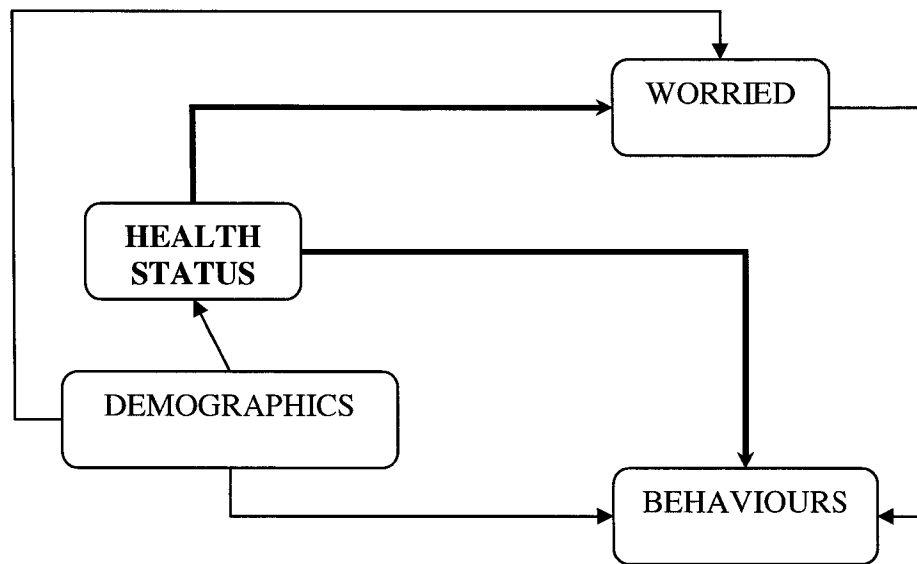 WORRIED
HEALTH
STATUS
DEMOGRAPHICS
BEHAVIOURS